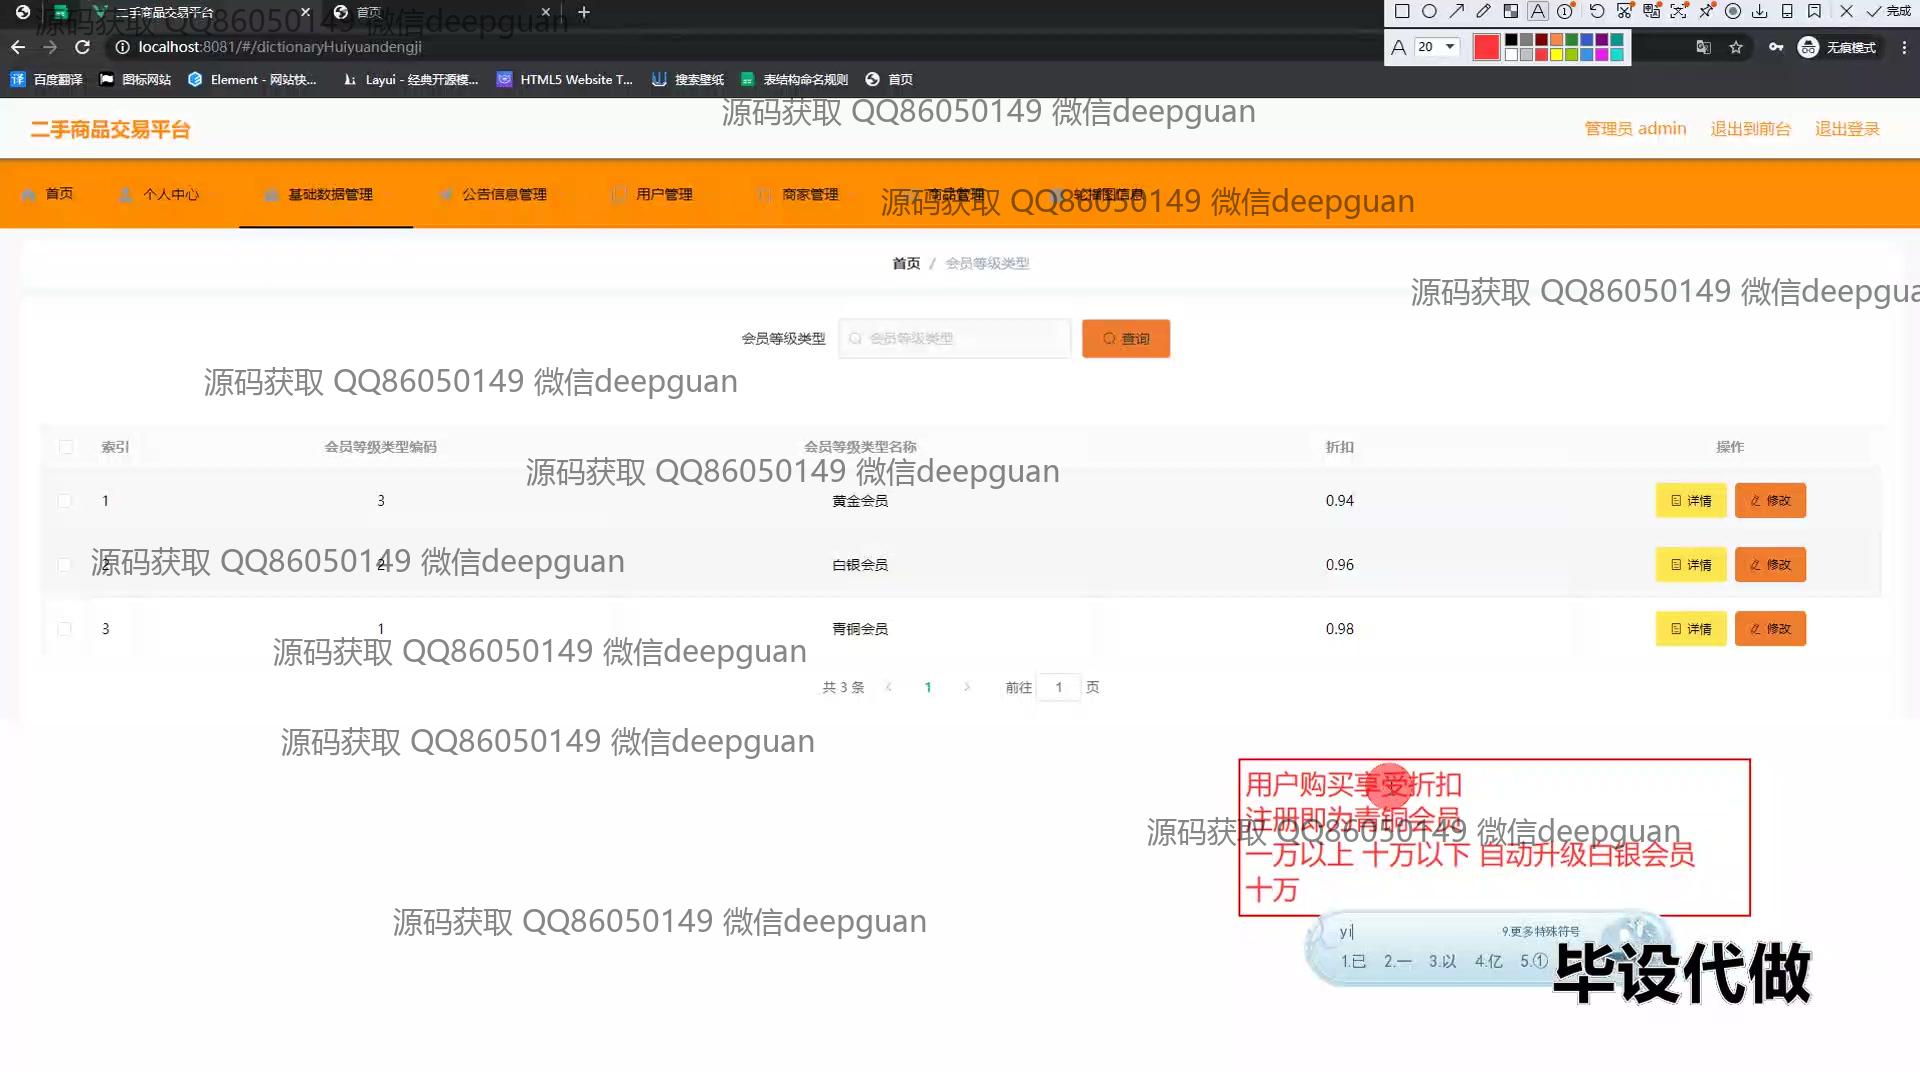 二手商品交易平台
首页
localhost:8081/#/dictionaryHuiyuandengji
20
完成
无痕模式
百度翻译
图标网站
Element - 网站快...
Layui - 经典开源模...
HTML5 Website T...
搜索壁纸
表结构命名规则
首页
源码获取 QQ86050149 微信deepguan
二手商品交易平台
源码获取 QQ86050149 微信deepguan
管理员 admin
退出到前台
退出登录
首页
个人中心
基础数据管理
公告信息管理
用户管理
商家管理
商品管理
轮播图信息
源码获取 QQ86050149 微信deepguan
首页 / 会员等级类型
源码获取 QQ86050149 微信deepgua
会员等级类型
会员等级类型
查询
源码获取 QQ86050149 微信deepguan
索引 会员等级类型编码 会员等级类型名称 折扣 操作
源码获取 QQ86050149 微信deepguan
1 3 黄金会员 0.94 详情 修改
2 2 白银会员 0.96 详情 修改
源码获取 QQ86050149 微信deepguan
3 1 青铜会员 0.98 详情 修改
源码获取 QQ86050149 微信deepguan
共 3 条 1 前往 1 页
源码获取 QQ86050149 微信deepguan
用户购买享受折扣
注册即为青铜会员
源码获取 QQ86050149 微信deepguan
一万以上 十万以下 自动升级白银会员
十万
源码获取 QQ86050149 微信deepguan
yi 9.更多特殊符号
1.已 2.一 3.以 4.亿 5.①
毕设代做